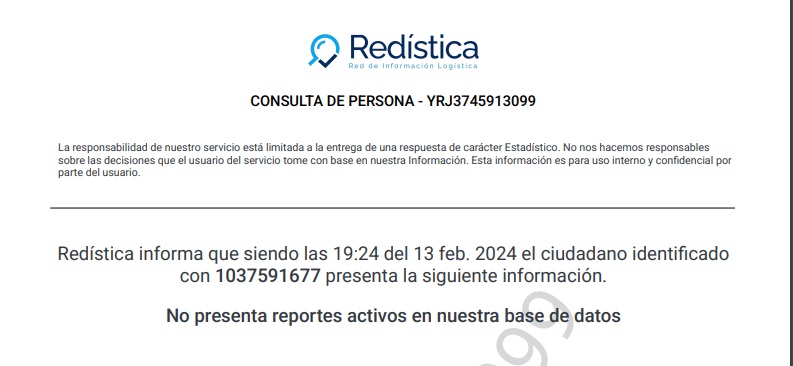 Redística
Red de Información Logística
CONSULTA DE PERSONA - YRJ3745913099
La responsabilidad de nuestro servicio está limitada a la entrega de una respuesta de carácter Estadístico. No nos hacemos responsables
sobre las decisiones que el usuario del servicio tome con base en nuestra Información. Esta información es para uso interno y confidencial por
parte del usuario.
Redística informa que siendo las 19:24 del 13 feb. 2024 el ciudadano identificado
con 1037591677 presenta la siguiente información.
No presenta reportes activos en nuestra base de datos
099